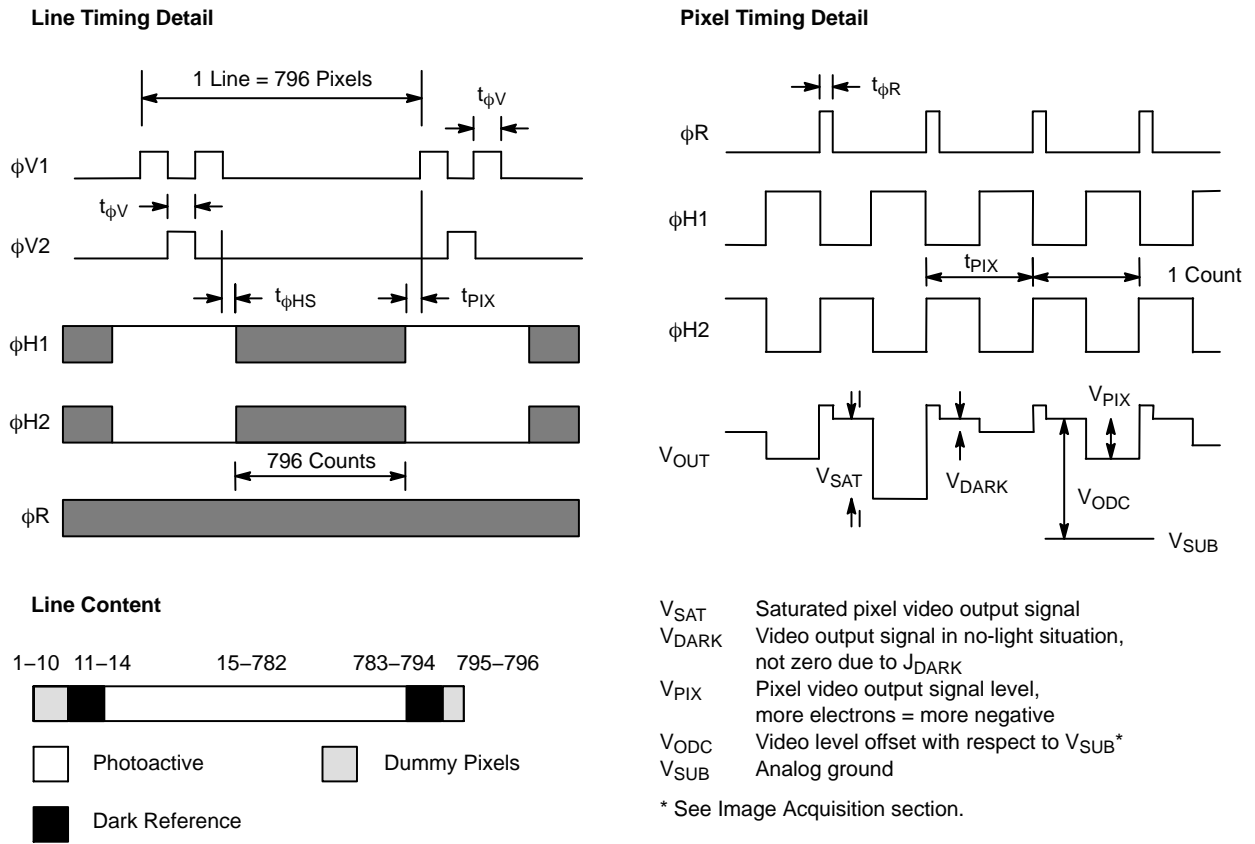 Line Timing Detail
1 Line = 796 Pixels
tϕV
ϕV1
tϕV
ϕV2
tϕHS
tPIX
ϕH1
ϕH2
796 Counts
ϕR
Line Content
1–10 11–14 15–782 783–794 795–796
Photoactive
Dummy Pixels
Dark Reference
Pixel Timing Detail
tϕR
ϕR
ϕH1
tPIX
1 Count
ϕH2
VPIX
VOUT
VSAT
VDARK
VODC
VSUB
VSAT Saturated pixel video output signal
VDARK Video output signal in no-light situation,
not zero due to JDARK
VPIX Pixel video output signal level,
more electrons = more negative
VODC Video level offset with respect to VSUB*
VSUB Analog ground
* See Image Acquisition section.